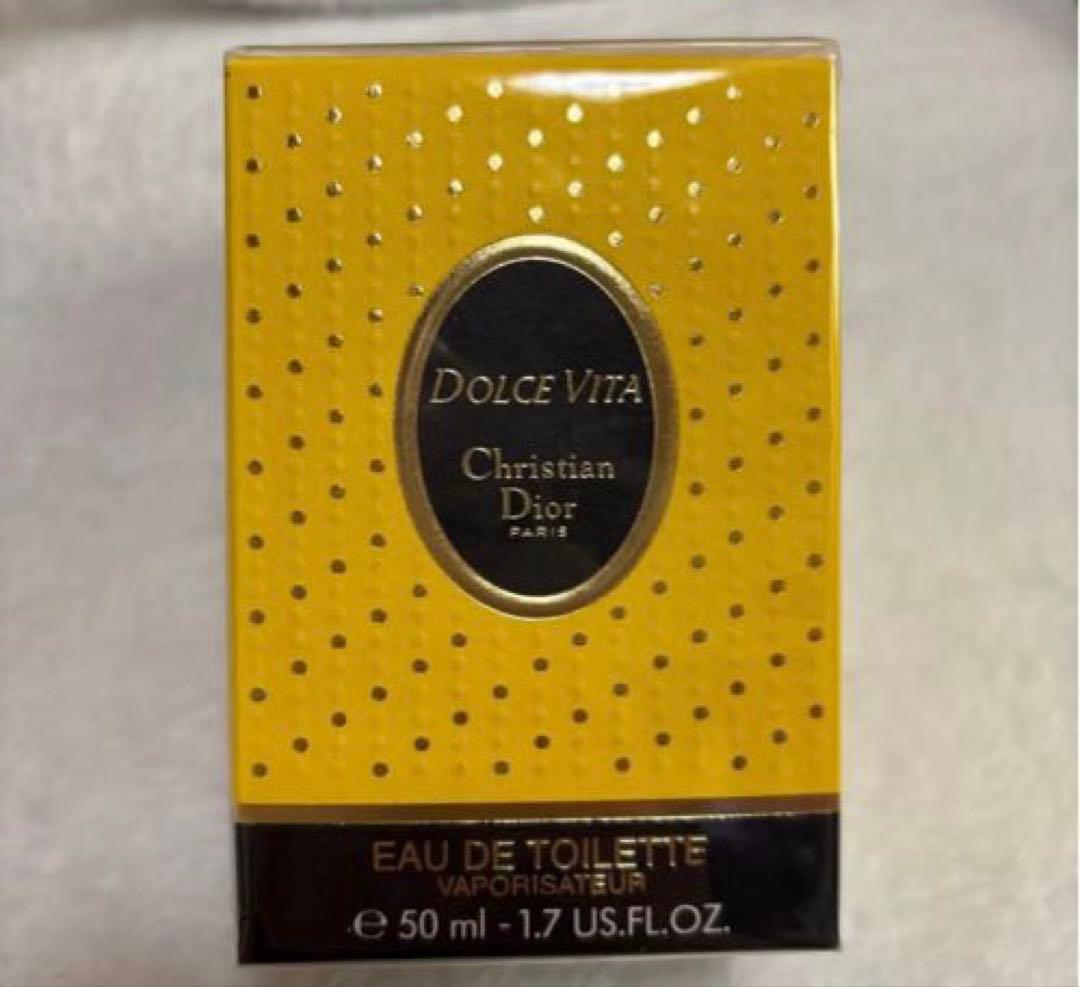 DOLCE VITA
Christian
Dior
PARIS
EAU DE TOILETTE
VAPORISATEUR
℮ 50 ml - 1.7 US.FL.OZ.